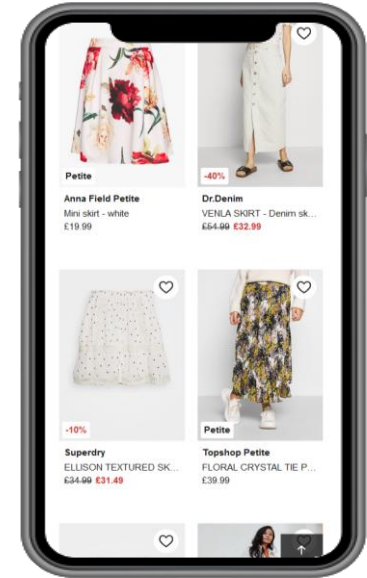 Petite
-40%
Anna Field Petite
Dr.Denim
Mini skirt - white
VENLA SKIRT - Denim sk...
£19.99
£54.99 £32.99
-10%
Petite
Superdry
Topshop Petite
ELLISON TEXTURED SK...
FLORAL CRYSTAL TIE P...
£34.99 £31.49
£39.99